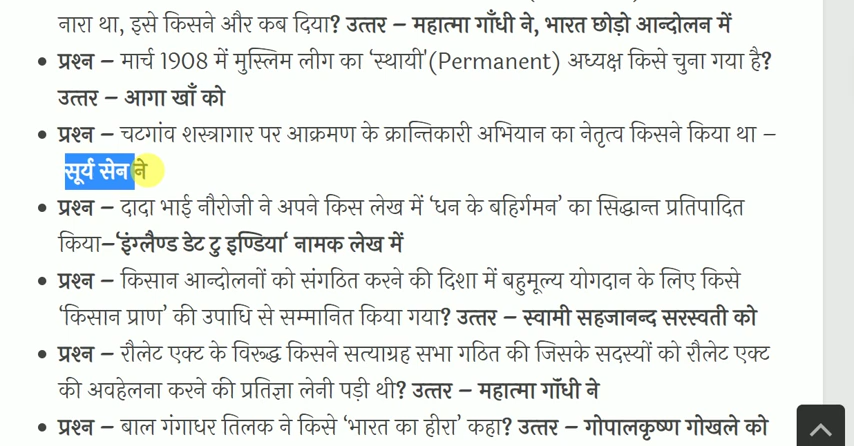 नारा था, इसे किसने और कब दिया? उत्तर – महात्मा गाँधी ने, भारत छोड़ो आन्दोलन में
• प्रश्न – मार्च 1908 में मुस्लिम लीग का ‘स्थायी'(Permanent) अध्यक्ष किसे चुना गया है?
उत्तर – आगा खाँ को
• प्रश्न – चटगांव शस्त्रागार पर आक्रमण के क्रान्तिकारी अभियान का नेतृत्व किसने किया था –
सूर्य सेन ने
• प्रश्न – दादा भाई नौरोजी ने अपने किस लेख में ‘धन के बहिर्गमन’ का सिद्धान्त प्रतिपादित
किया–‘इंग्लैण्ड डेट टु इण्डिया‘ नामक लेख में
• प्रश्न – किसान आन्दोलनों को संगठित करने की दिशा में बहुमूल्य योगदान के लिए किसे
‘किसान प्राण’ की उपाधि से सम्मानित किया गया? उत्तर – स्वामी सहजानन्द सरस्वती को
• प्रश्न – रौलेट एक्ट के विरूद्ध किसने सत्याग्रह सभा गठित की जिसके सदस्यों को रौलेट एक्ट
की अवहेलना करने की प्रतिज्ञा लेनी पड़ी थी? उत्तर – महात्मा गाँधी ने
• प्रश्न – बाल गंगाधर तिलक ने किसे ‘भारत का हीरा’ कहा? उत्तर – गोपालकृष्ण गोखले को